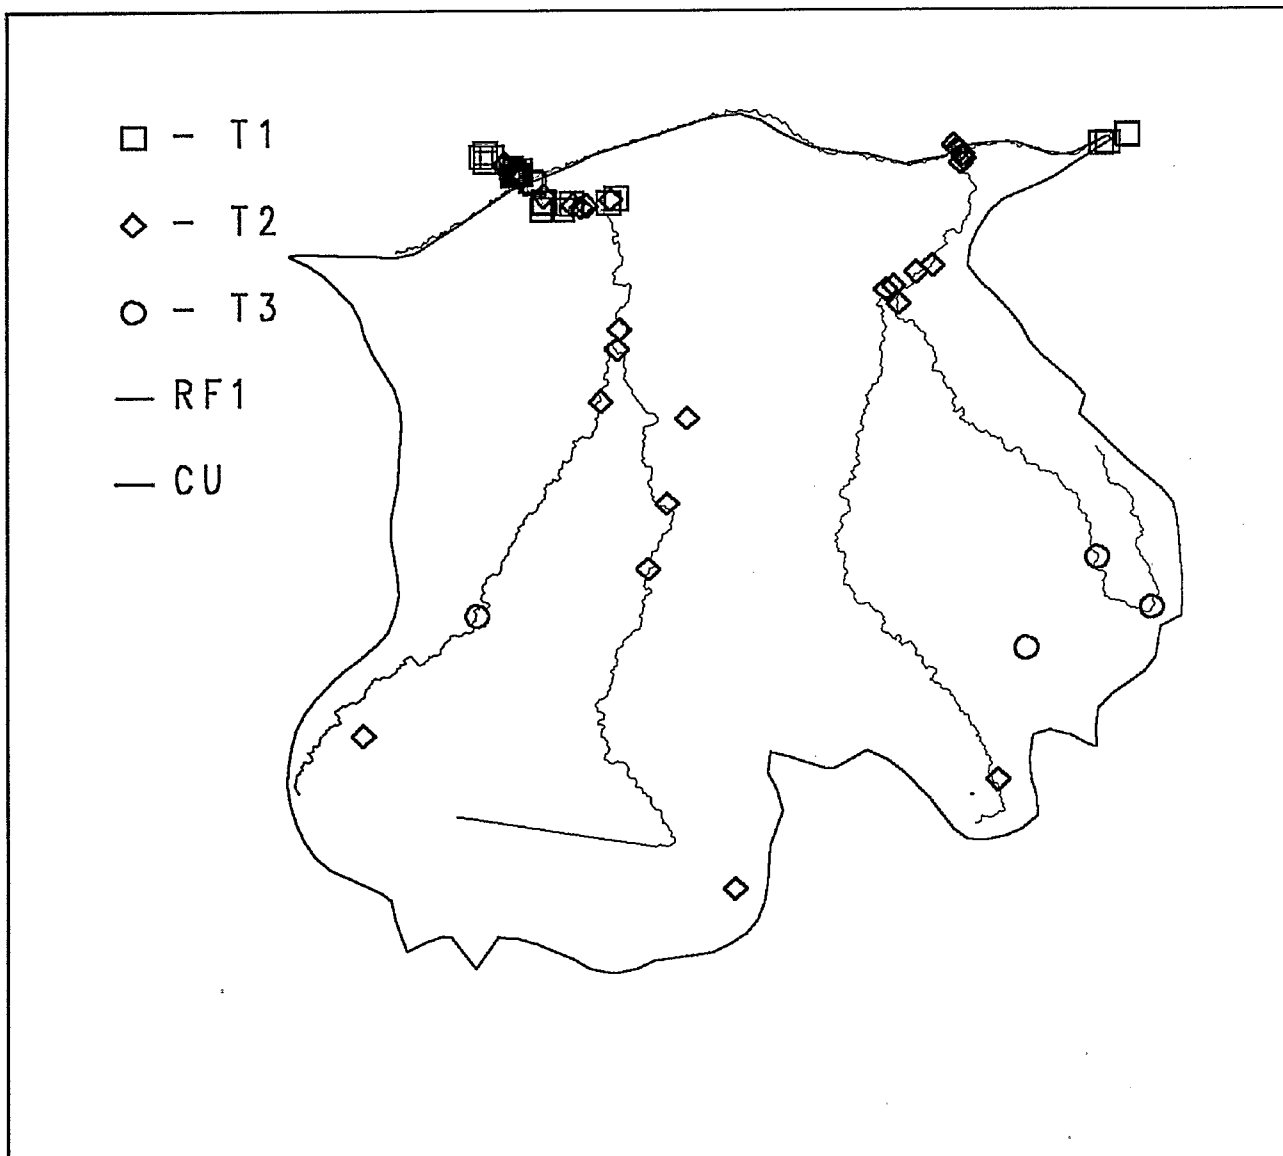 □ – T1
◇ – T2
○ – T3
— RF1
— CU